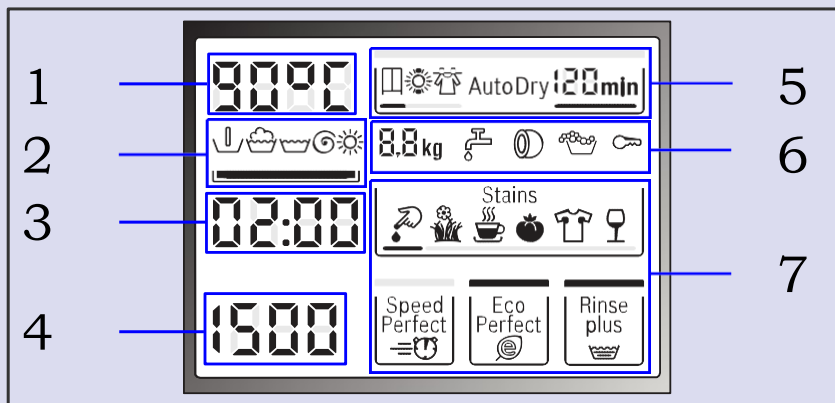 1
90°C
AutoDry 120min
5
2
8.8kg
6
3
02:00
Stains
7
4
1500
Speed
Perfect
Eco
Perfect
e
Rinse
plus